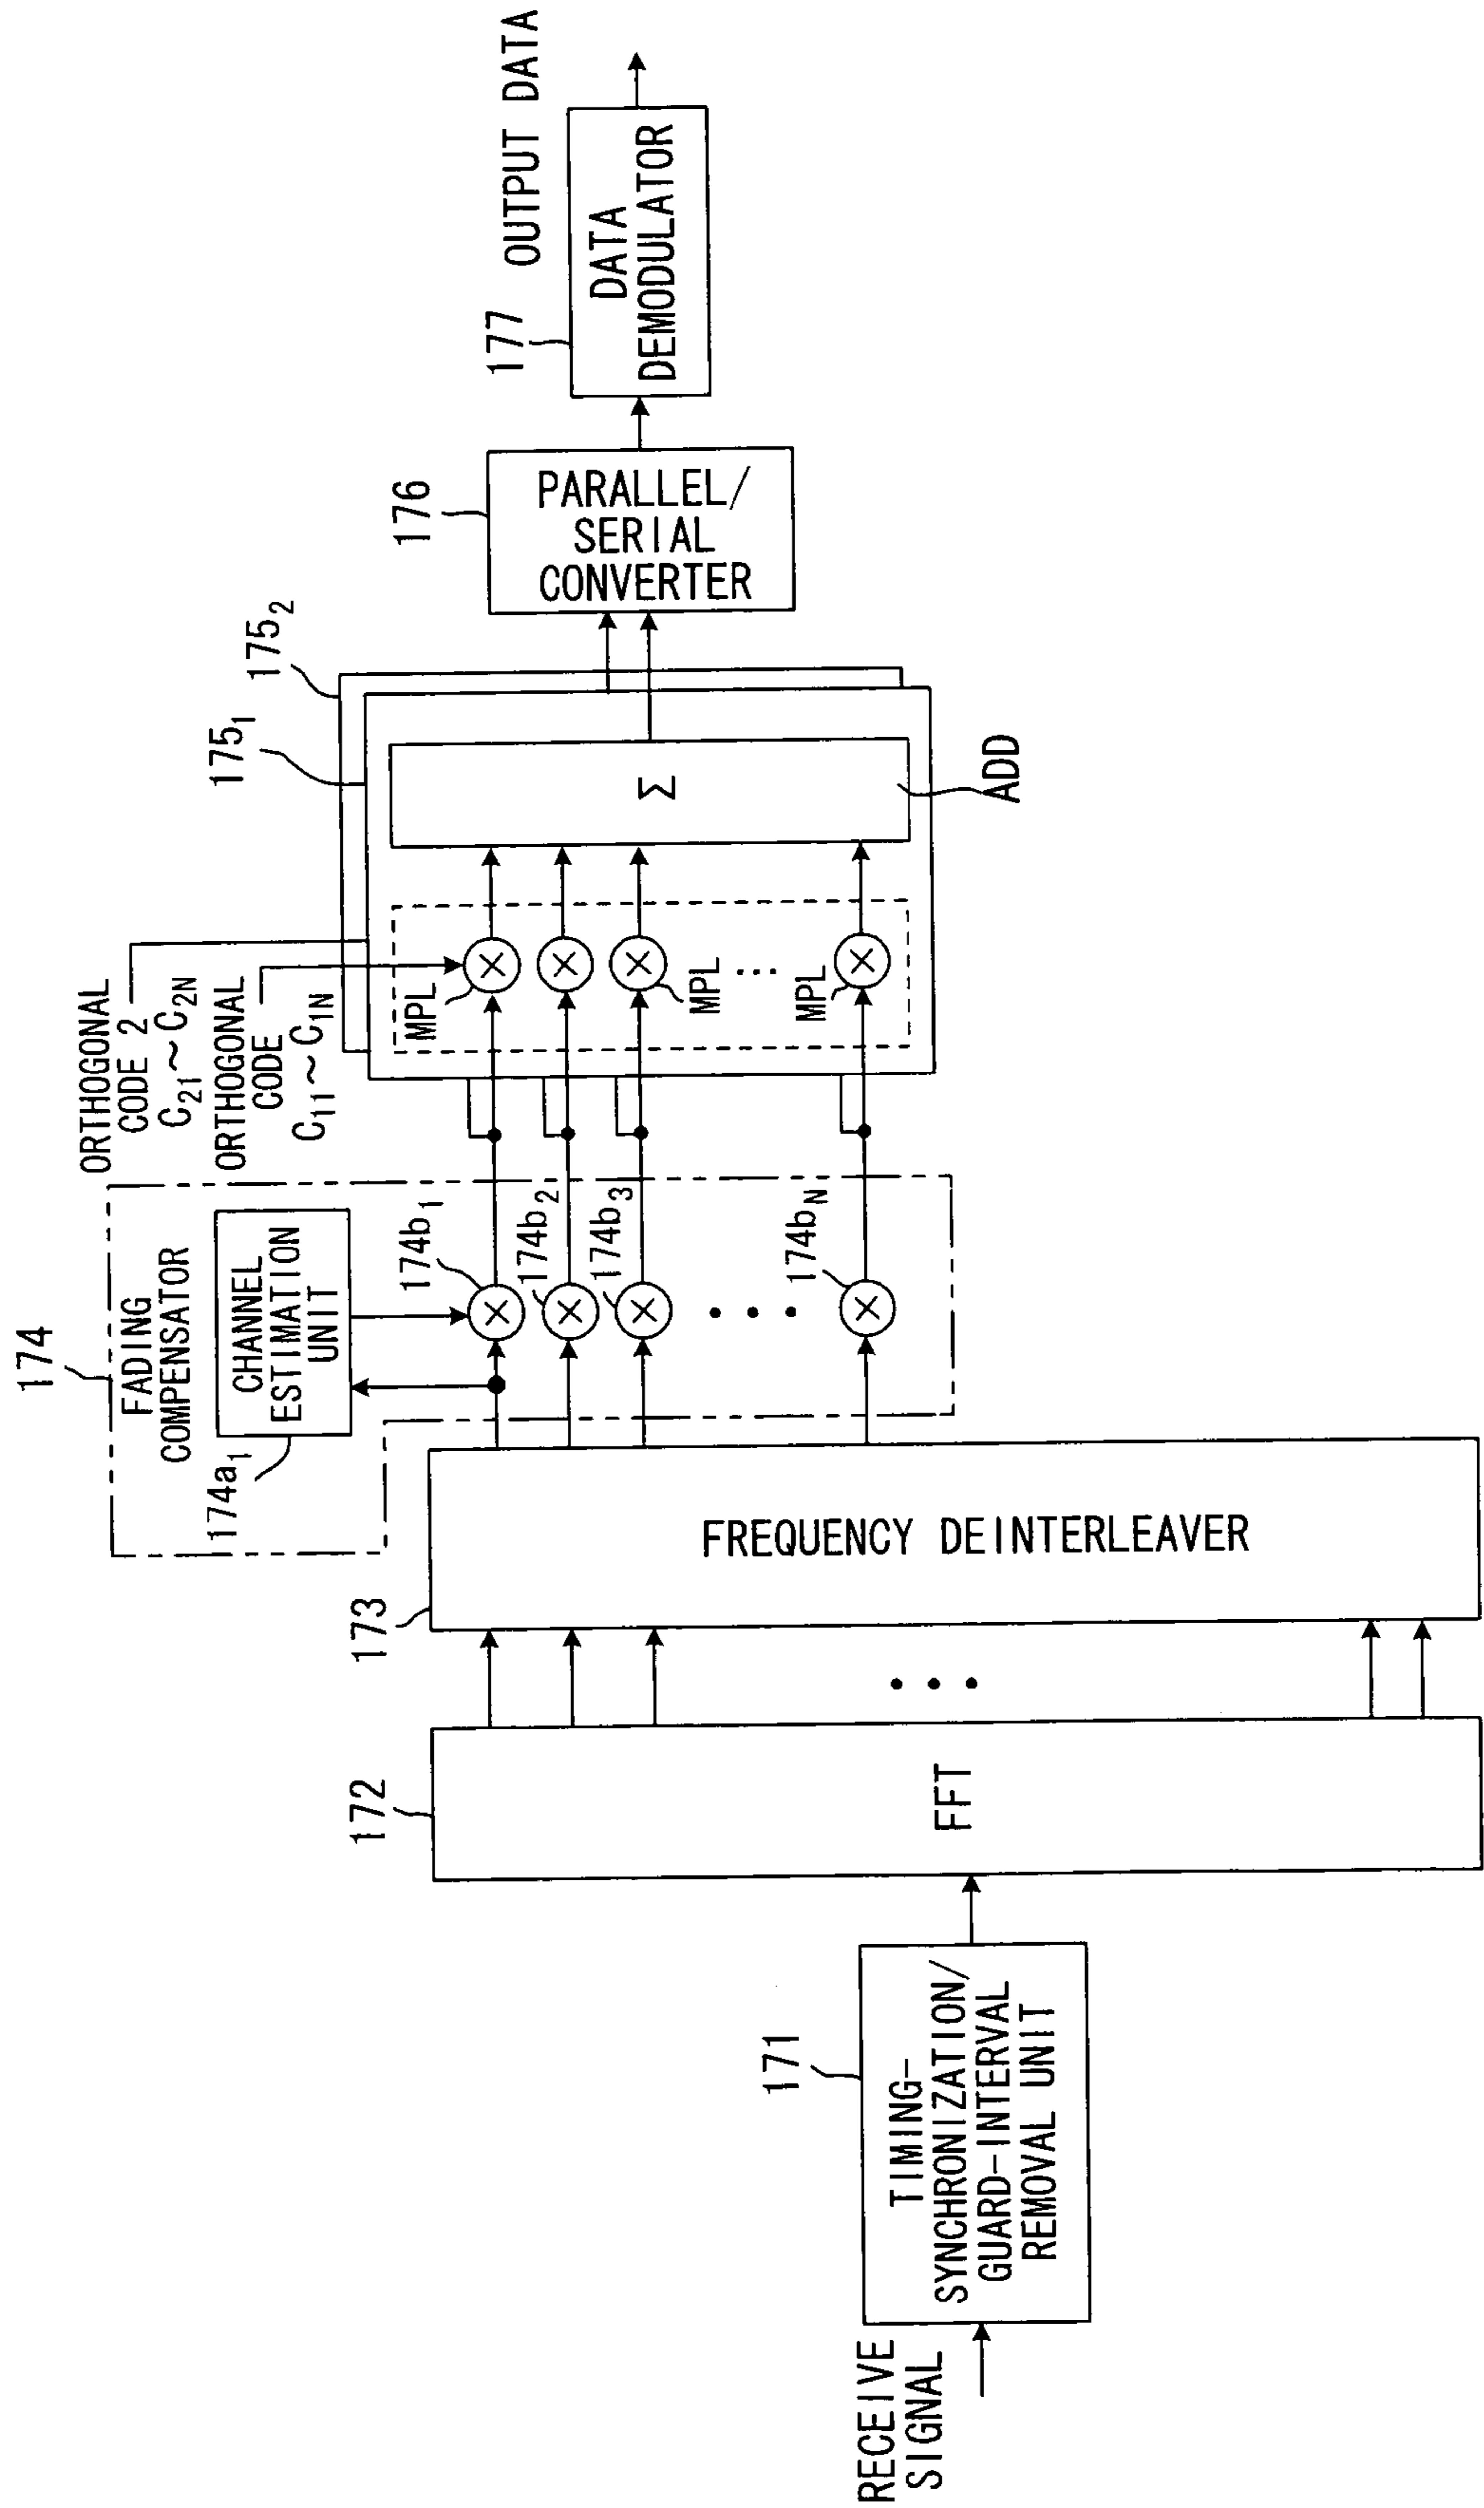 RECEIVE
SIGNAL
171
TIMING-
SYNCHRONIZATION/
GUARD-INTERVAL
REMOVAL UNIT
172
FFT
173
FREQUENCY DEINTERLEAVER
174
FADING
COMPENSATOR
174a1
CHANNEL
ESTIMATION
UNIT
174b1
174b2
174b3
174bN
ORTHOGONAL
CODE 2
C21~C2N
ORTHOGONAL
CODE
C11~C1N
MPL
MPL
MPL
1751
1752
Σ
ADD
176
PARALLEL/
SERIAL
CONVERTER
177
DATA
DEMODULATOR
OUTPUT DATA